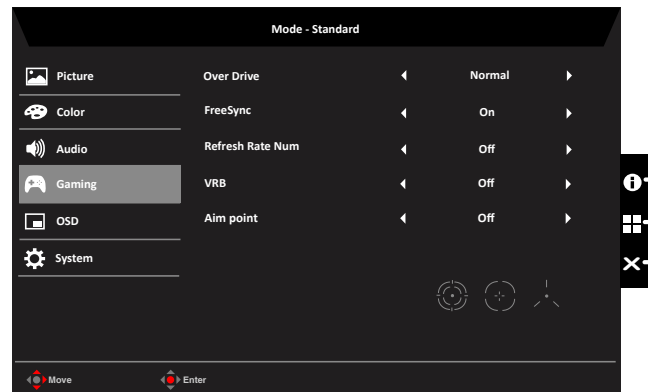 Mode - Standard
Picture
Over Drive Normal
Color
FreeSync On
Audio
Refresh Rate Num Off
Gaming
VRB Off
OSD
Aim point Off
System
Move Enter